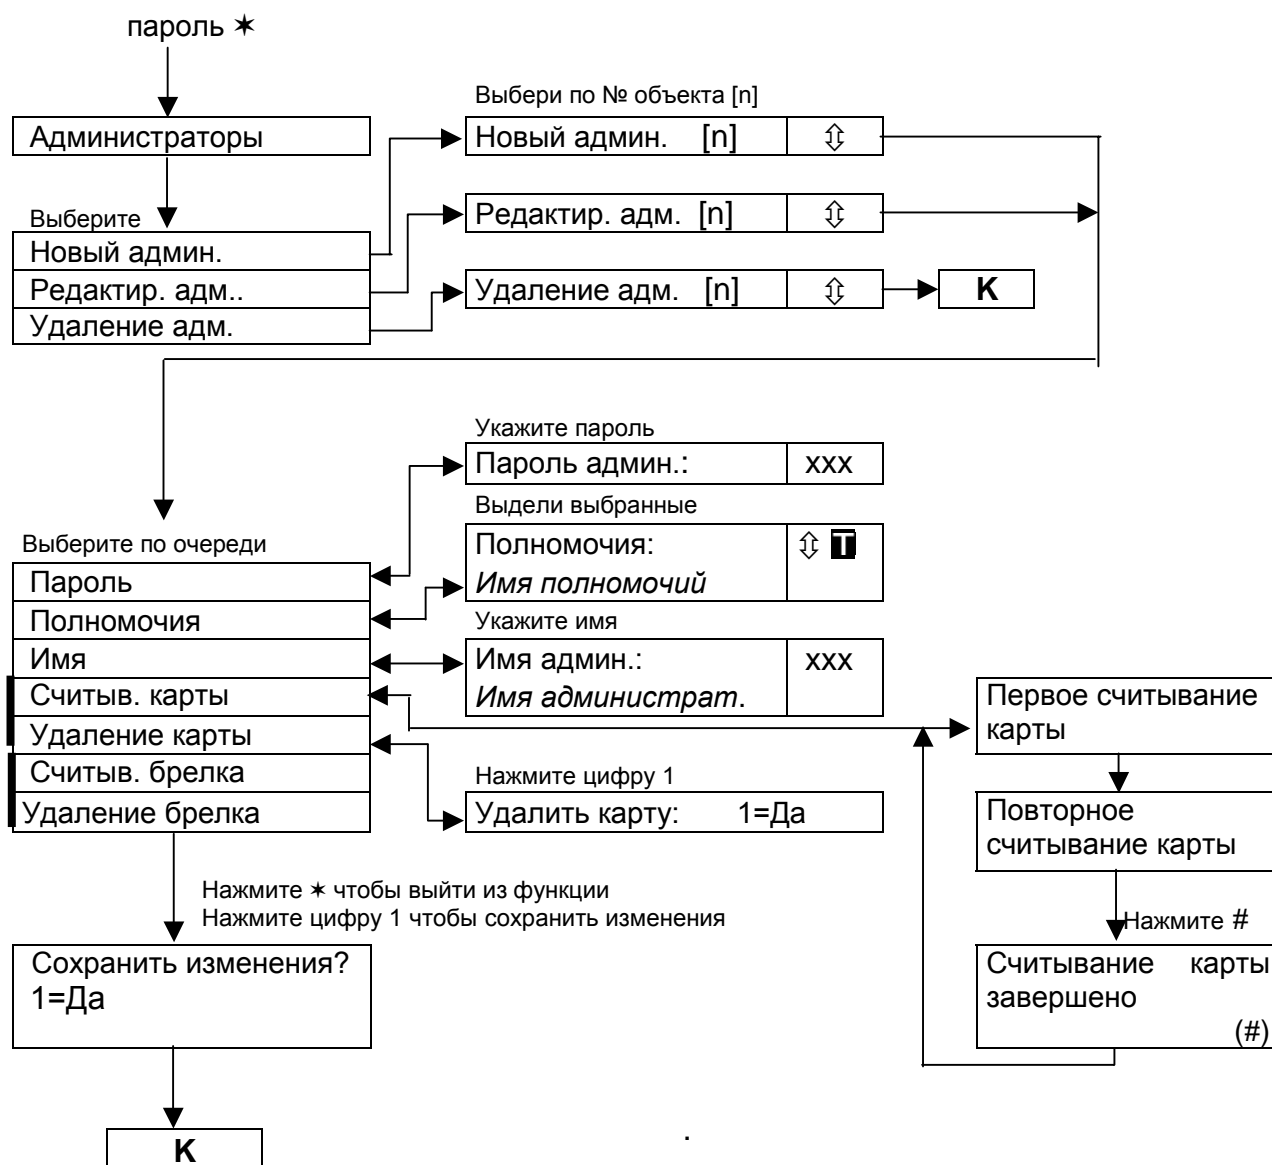 пароль ✶
Администраторы
Выберите
Новый админ.
Редактир. адм..
Удаление адм.
Выбери по № объекта [n]
Новый админ. [n] ⇳
Редактир. адм. [n] ⇳
Удаление адм. [n] ⇳
К
Выберите по очереди
Пароль
Полномочия
Имя
Считыв. карты
Удаление карты
Считыв. брелка
Удаление брелка
Укажите пароль
Пароль админ.: xxx
Выдели выбранные
Полномочия: ⇳ T
Имя полномочий
Укажите имя
Имя админ.: xxx
Имя администрат.
Нажмите цифру 1
Удалить карту: 1=Да
Первое считывание
карты
Повторное
считывание карты
Нажмите #
Считывание карты
завершено
(#)
Нажмите ✶ чтобы выйти из функции
Нажмите цифру 1 чтобы сохранить изменения
Сохранить изменения?
1=Да
К
.